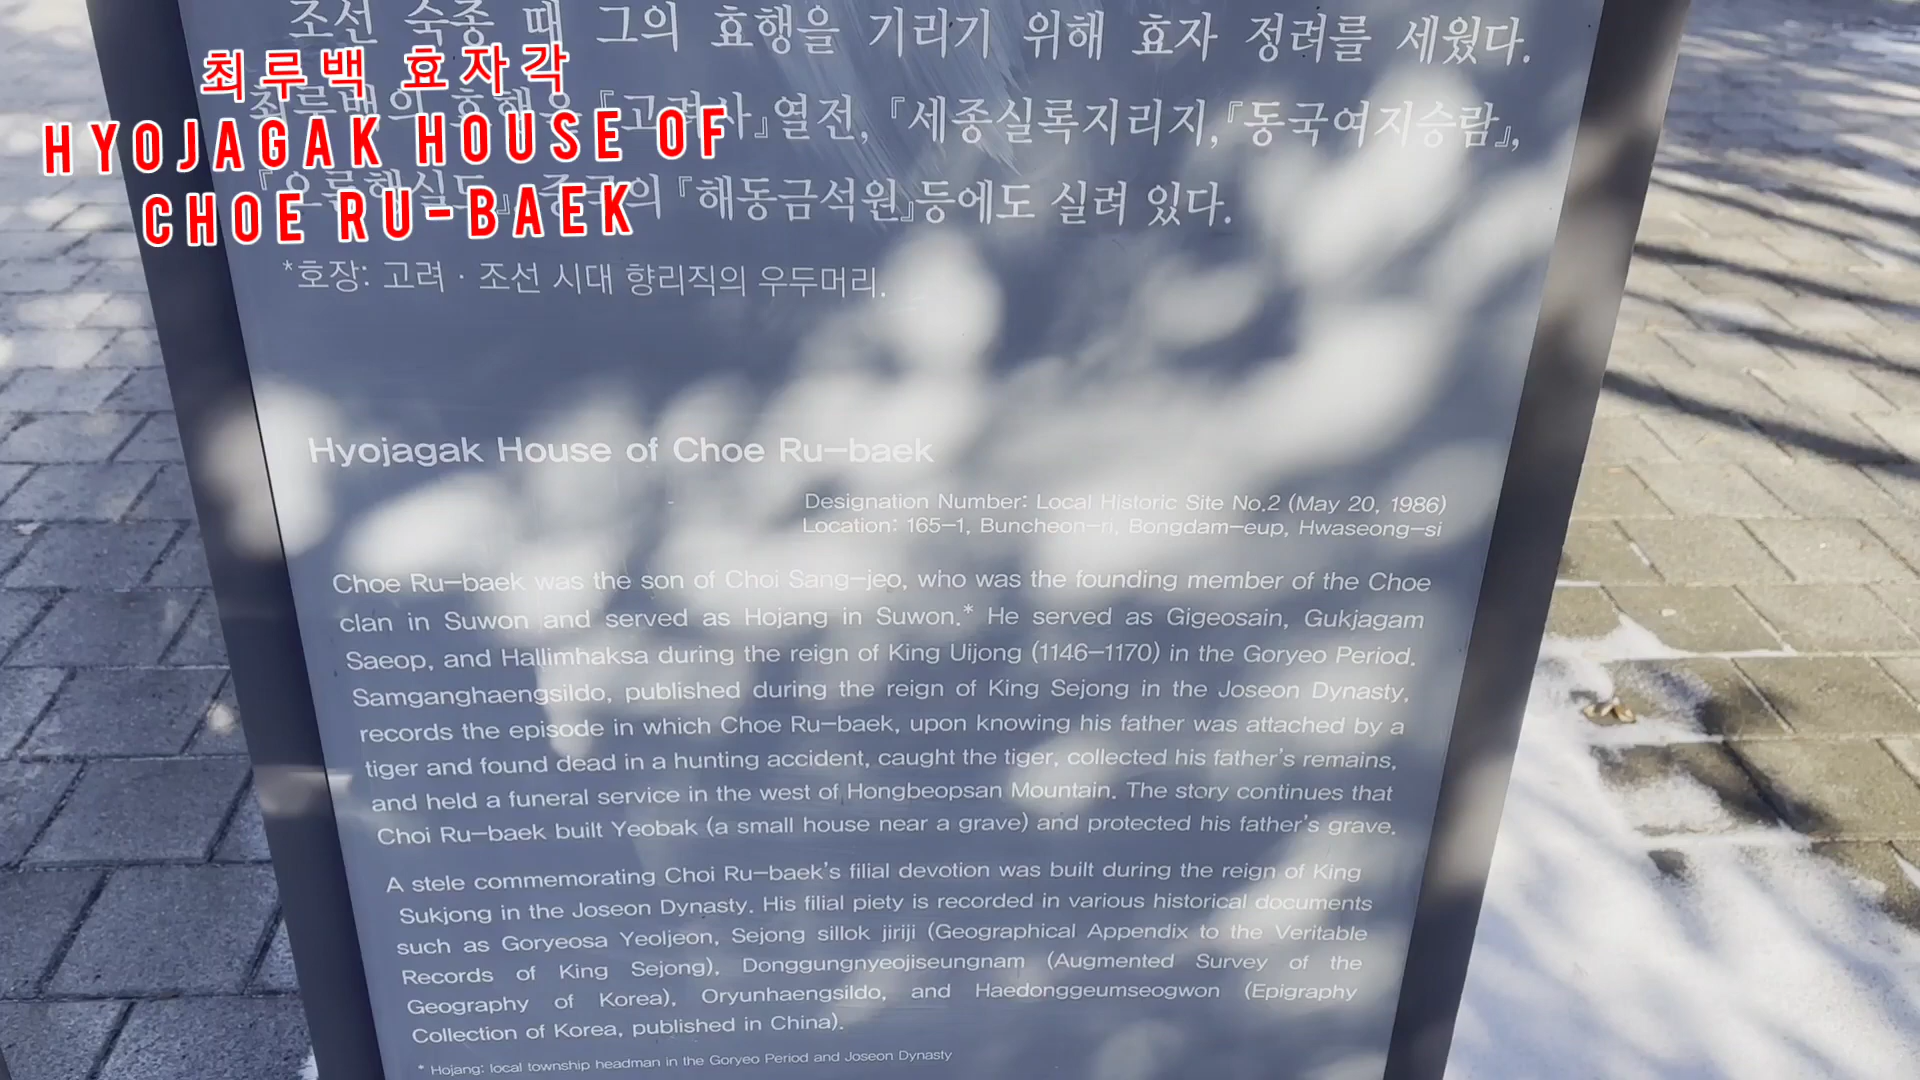 조선 숙종 때 그의 효행을 기리기 위해 효자 정려를 세웠다.
최루백 효자각
최루백의 효행은 『고려사』열전, 『세종실록지리지,『동국여지승람』,
HYOJAGAK HOUSE OF
『오륜행실도』, 중국의 『해동금석원』등에도 실려 있다.
CHOE RU-BAEK
*호장: 고려 · 조선 시대 향리직의 우두머리.
Hyojagak House of Choe Ru-baek
Designation Number: Local Historic Site No.2 (May 20, 1986)
Location: 165-1, Buncheon-ri, Bongdam-eup, Hwaseong-si
Choe Ru-baek was the son of Choi Sang-jeo, who was the founding member of the Choe
clan in Suwon and served as Hojang in Suwon.* He served as Gigeosain, Gukjagam
Saeop, and Hallimhaksa during the reign of King Uijong (1146-1170) in the Goryeo Period.
Samganghaengsildo, published during the reign of King Sejong in the Joseon Dynasty,
records the episode in which Choe Ru-baek, upon knowing his father was attached by a
tiger and found dead in a hunting accident, caught the tiger, collected his father's remains,
and held a funeral service in the west of Hongbeopsan Mountain. The story continues that
Choi Ru-baek built Yeobak (a small house near a grave) and protected his father's grave.
A stele commemorating Choi Ru-baek's filial devotion was built during the reign of King
Sukjong in the Joseon Dynasty. His filial piety is recorded in various historical documents
such as Goryeosa Yeoljeon, Sejong sillok jiriji (Geographical Appendix to the Veritable
Records of King Sejong), Donggungnyeojiseungnam (Augmented Survey of the
Geography of Korea), Oryunhaengsildo, and Haedonggeumseogwon (Epigraphy
Collection of Korea, published in China).
* Hojang: local township headman in the Goryeo Period and Joseon Dynasty